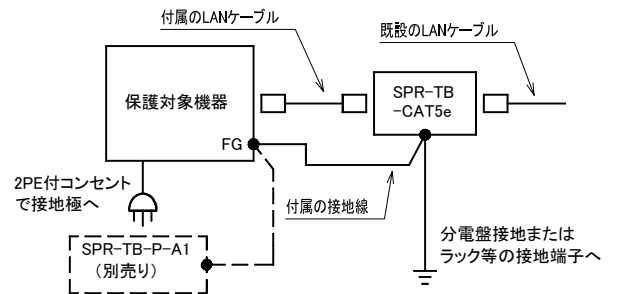 付属のLANケーブル
既設のLANケーブル
保護対象機器
SPR-TB
-CAT5e
FG
2PE付コンセント
で接地極へ
付属の接地線
SPR-TB-P-A1
（別売り）
分電盤接地または
ラック等の接地端子へ